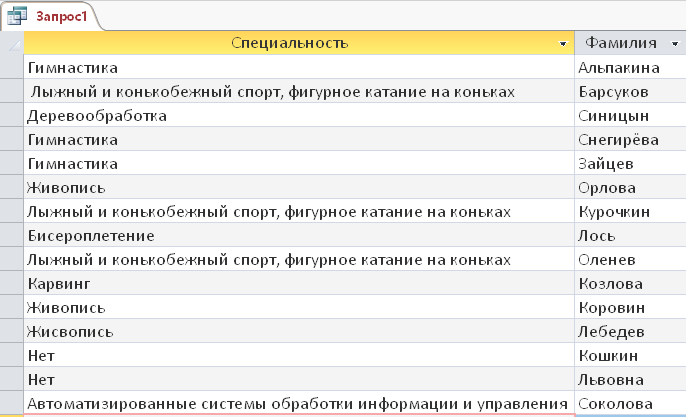 Запрос1
Специальность Фамилия
Гимнастика Альпакина
Лыжный и конькобежный спорт, фигурное катание на коньках Барсуков
Деревообработка Синицын
Гимнастика Снегирёва
Гимнастика Зайцев
Живопись Орлова
Лыжный и конькобежный спорт, фигурное катание на коньках Курочкин
Бисероплетение Лось
Лыжный и конькобежный спорт, фигурное катание на коньках Оленев
Карвинг Козлова
Живопись Коровин
Жисвопись Лебедев
Нет Кошкин
Нет Львовна
Автоматизированные системы обработки информации и управления Соколова